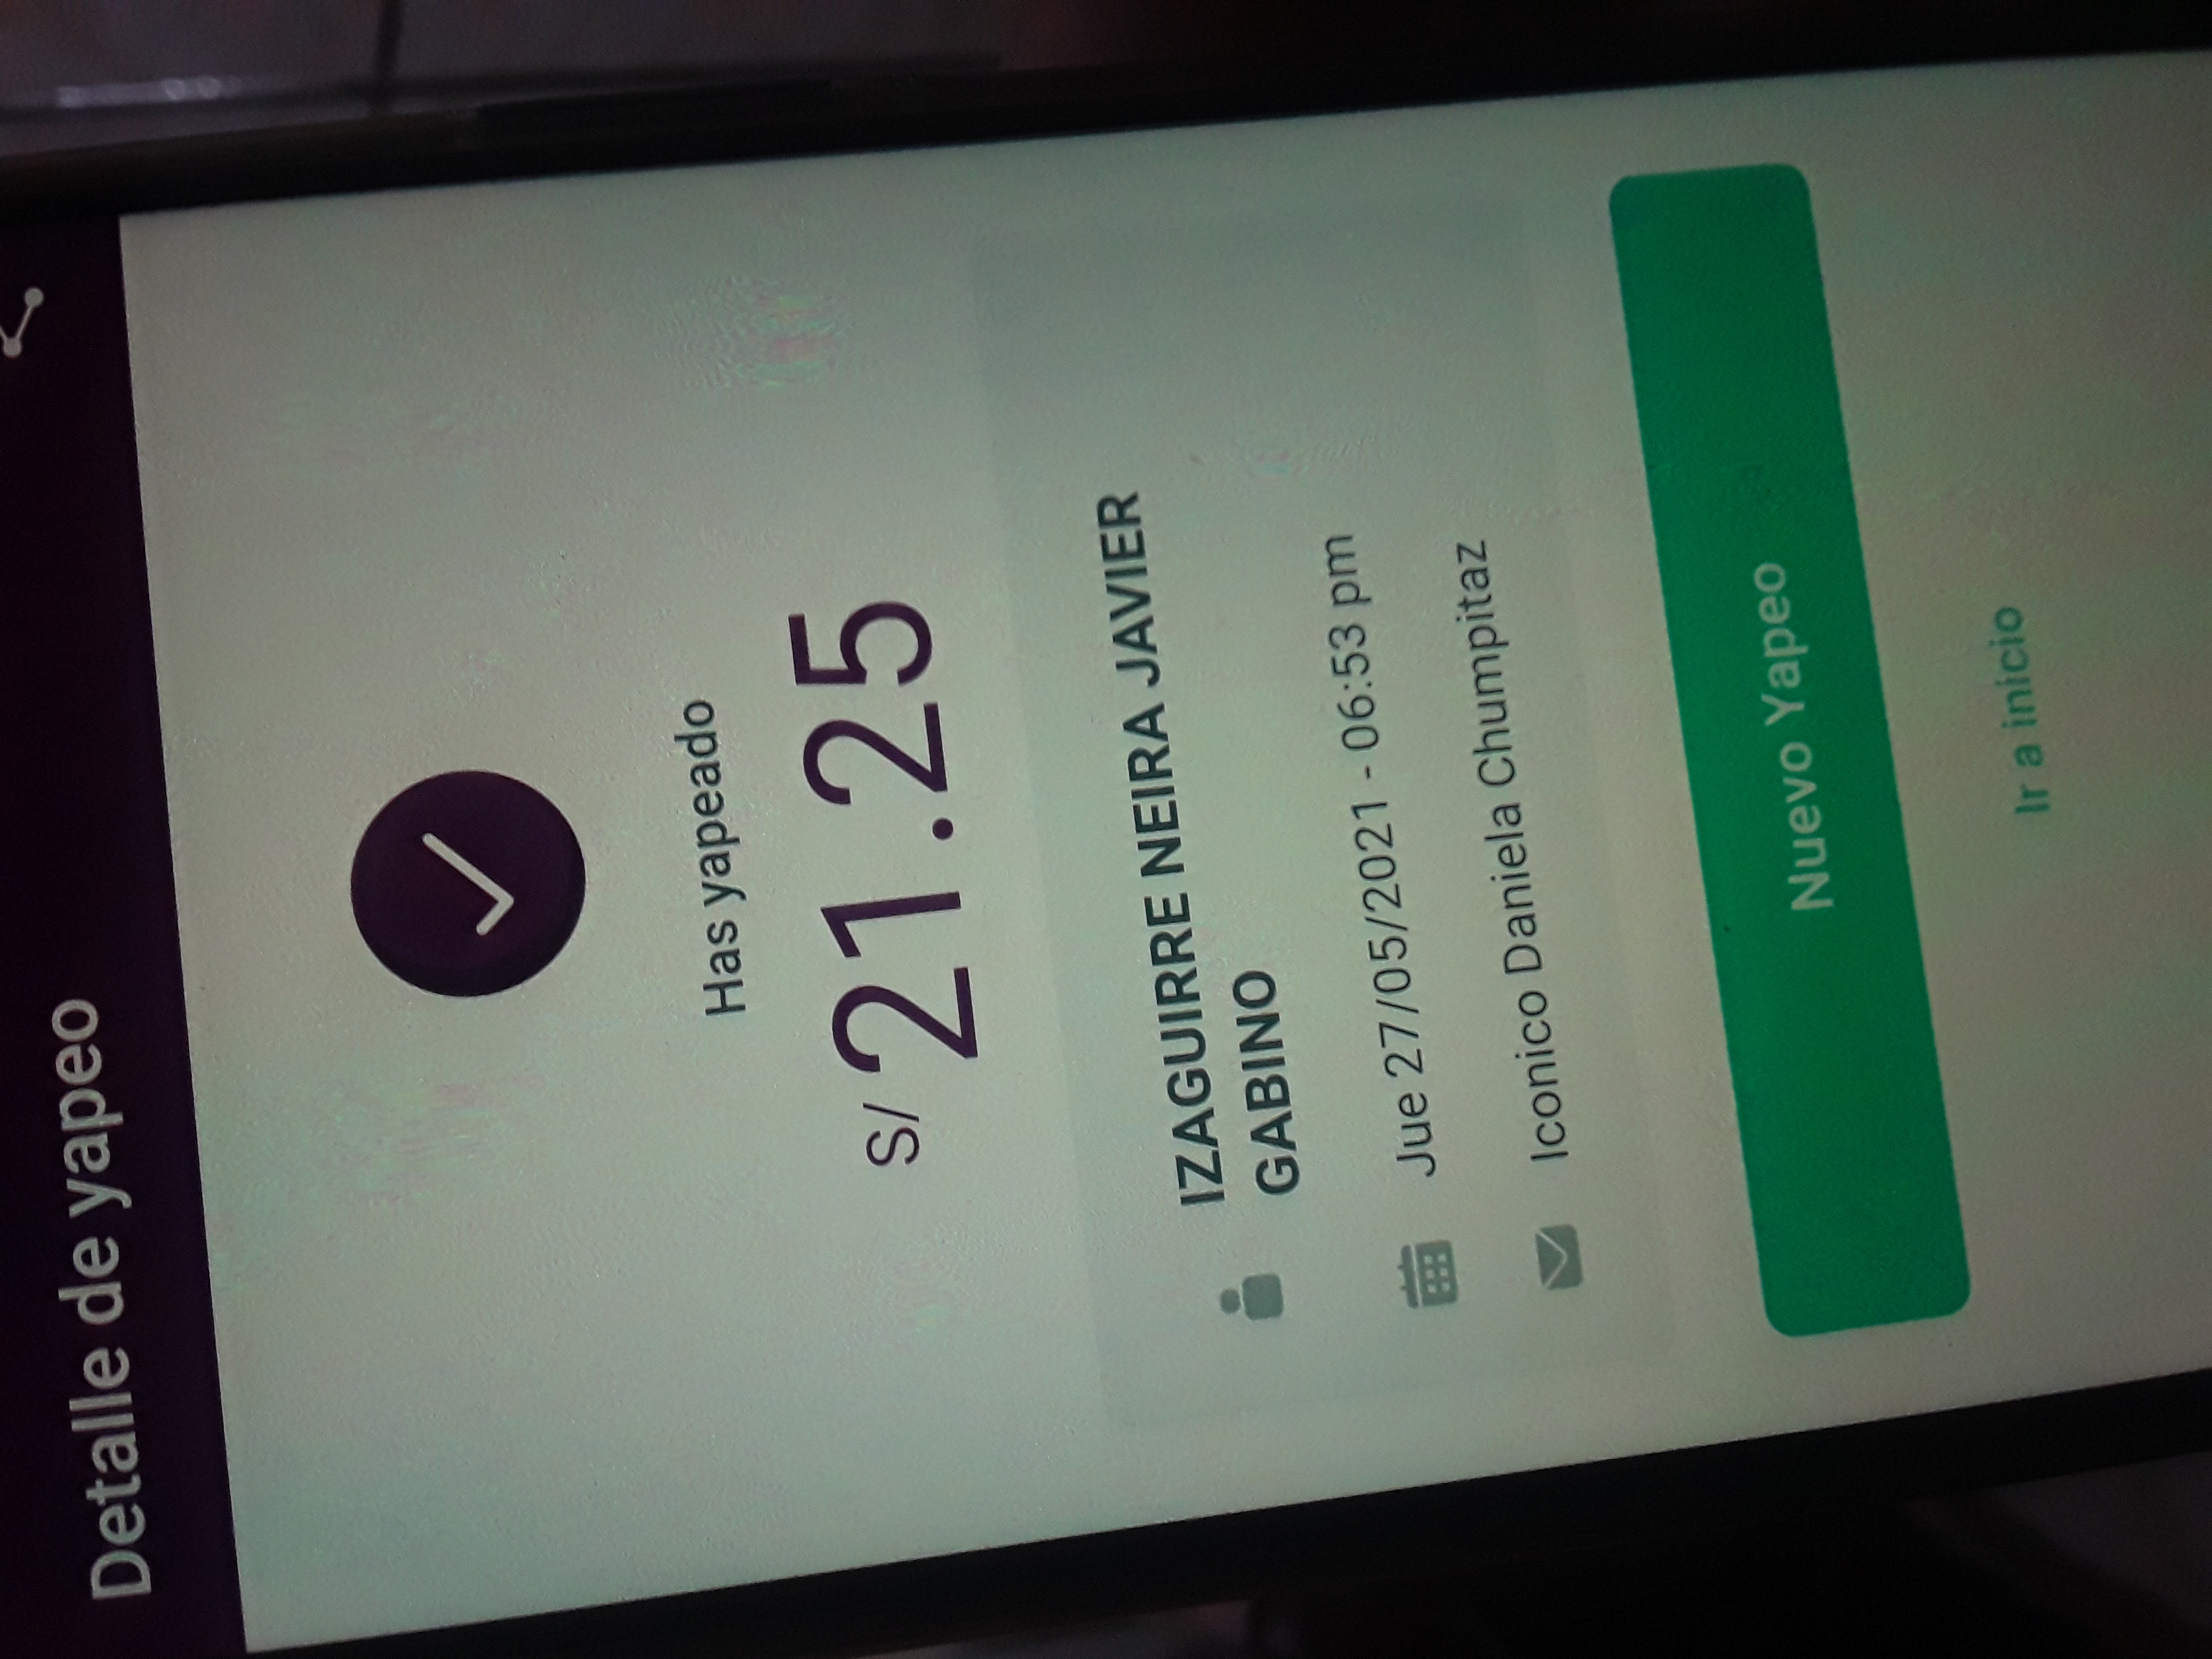 Detalle de yapeo
Has yapeado
S/ 21.25
IZAGUIRRE NEIRA JAVIER
GABINO
Jue 27/05/2021 - 06:53 pm
Iconico Daniela Chumpitaz
Nuevo Yapeo
Ir a inicio